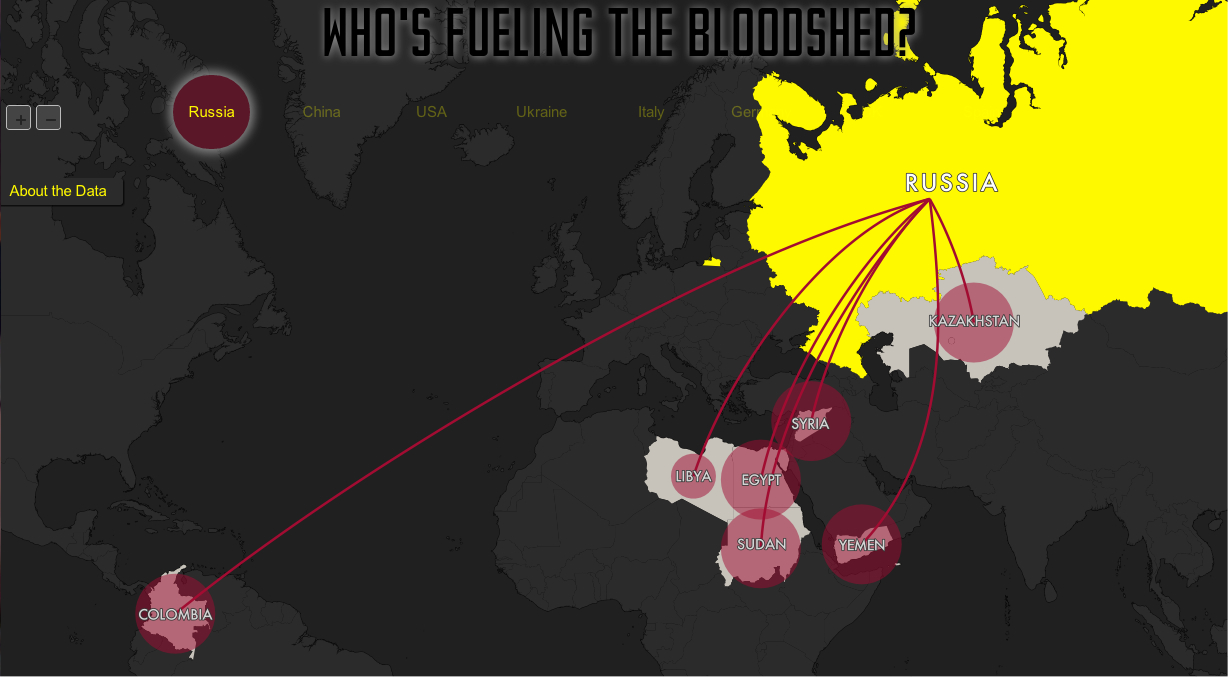 WHO'S FUELING THE BLOODSHED?
Russia China USA Ukraine Italy Ger
+ −
About the Data
RUSSIA
KAZAKHSTAN
SYRIA
LIBYA
EGYPT
SUDAN
YEMEN
COLOMBIA